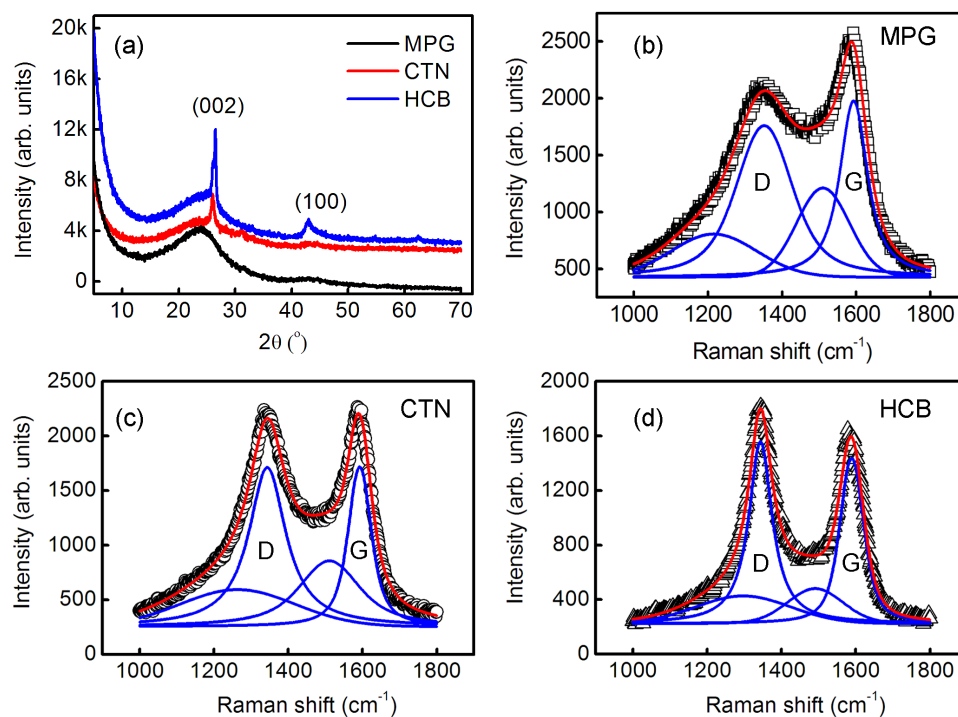 (a)
MPG
CTN
HCB
(002)
(100)
20k
16k
12k
8k
4k
0
10 20 30 40 50 60 70
2θ (°)
Intensity (arb. units)
(b)
MPG
D
G
2500
2000
1500
1000
500
1000 1200 1400 1600 1800
Raman shift (cm⁻¹)
Intensity (arb. units)
(c)
CTN
D
G
2500
2000
1500
1000
500
0
1000 1200 1400 1600 1800
Raman shift (cm⁻¹)
Intensity (arb. units)
(d)
HCB
D
G
2000
1600
1200
800
400
0
1000 1200 1400 1600 1800
Raman shift (cm⁻¹)
Intensity (arb. units)